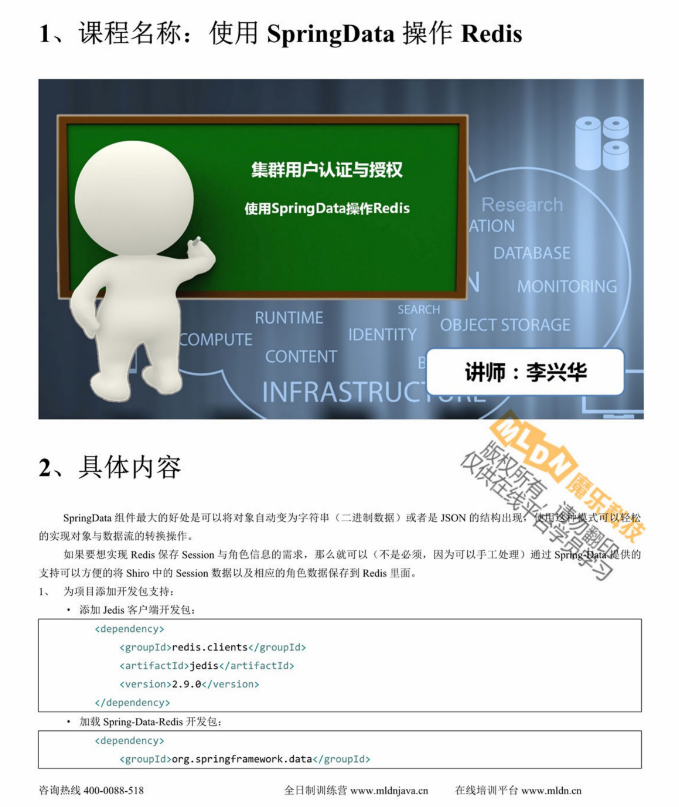 1、课程名称：使用 SpringData 操作 Redis
集群用户认证与授权
使用SpringData操作Redis
Research
ATION
DATABASE
N
MONITORING
SEARCH
RUNTIME
OBJECT STORAGE
COMPUTE
IDENTITY
CONTENT
B
讲师：李兴华
INFRASTRUCTURE
2、具体内容
MLDN 魔乐科技
版权所有，请勿翻印
仅供在线平台学员学习
SpringData 组件最大的好处是可以将对象自动变为字符串（二进制数据）或者是 JSON 的结构出现，使用这种模式可以轻松
的实现对象与数据流的转换操作。
如果要想实现 Redis 保存 Session 与角色信息的需求，那么就可以（不是必须，因为可以手工处理）通过 Spring-Data 提供的
支持可以方便的将 Shiro 中的 Session 数据以及相应的角色数据保存到 Redis 里面。
1、 为项目添加开发包支持：
• 添加 Jedis 客户端开发包：
<dependency>
<groupId>redis.clients</groupId>
<artifactId>jedis</artifactId>
<version>2.9.0</version>
</dependency>
• 加载 Spring-Data-Redis 开发包：
<dependency>
<groupId>org.springframework.data</groupId>
咨询热线 400-0088-518 全日制训练营 www.mldnjava.cn 在线培训平台 www.mldn.cn